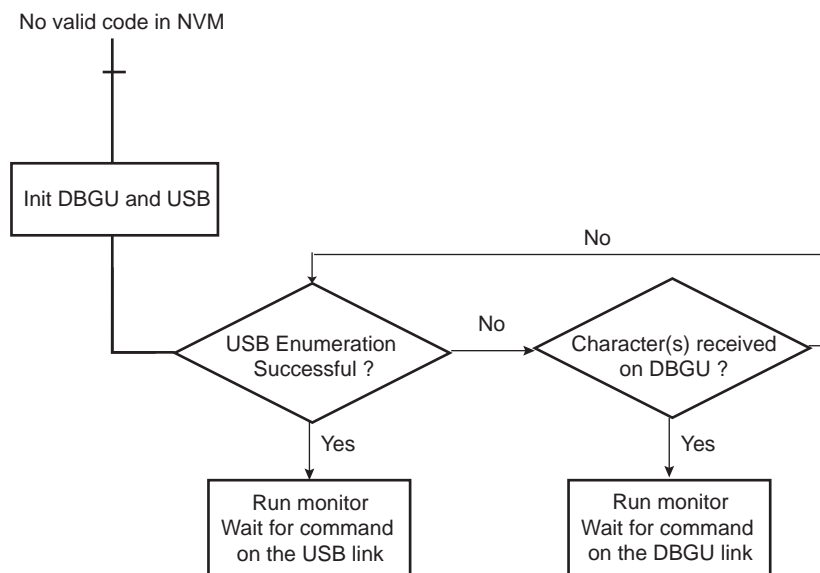 No valid code in NVM
Init DBGU and USB
No
USB Enumeration
Successful ?
No
Character(s) received
on DBGU ?
Yes
Yes
Run monitor
Wait for command
on the USB link
Run monitor
Wait for command
on the DBGU link